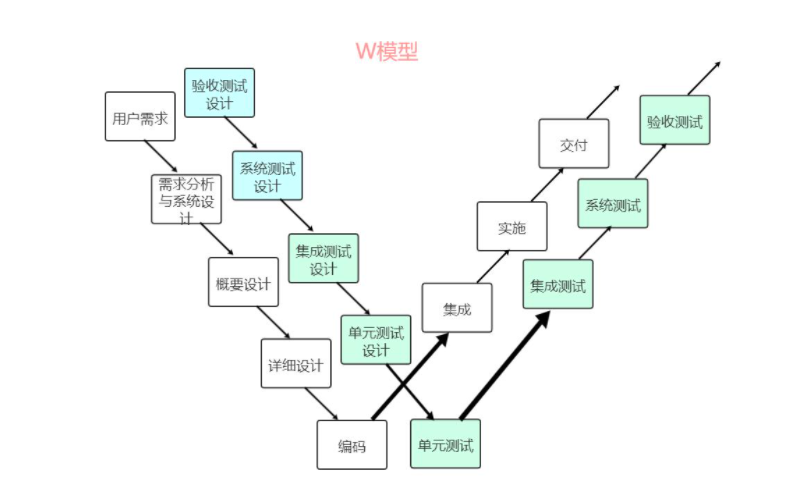 W模型
验收测试
设计
用户需求
验收测试
交付
系统测试
设计
需求分析
与系统设
计
系统测试
实施
集成测试
设计
概要设计
集成测试
集成
单元测试
设计
详细设计
编码
单元测试